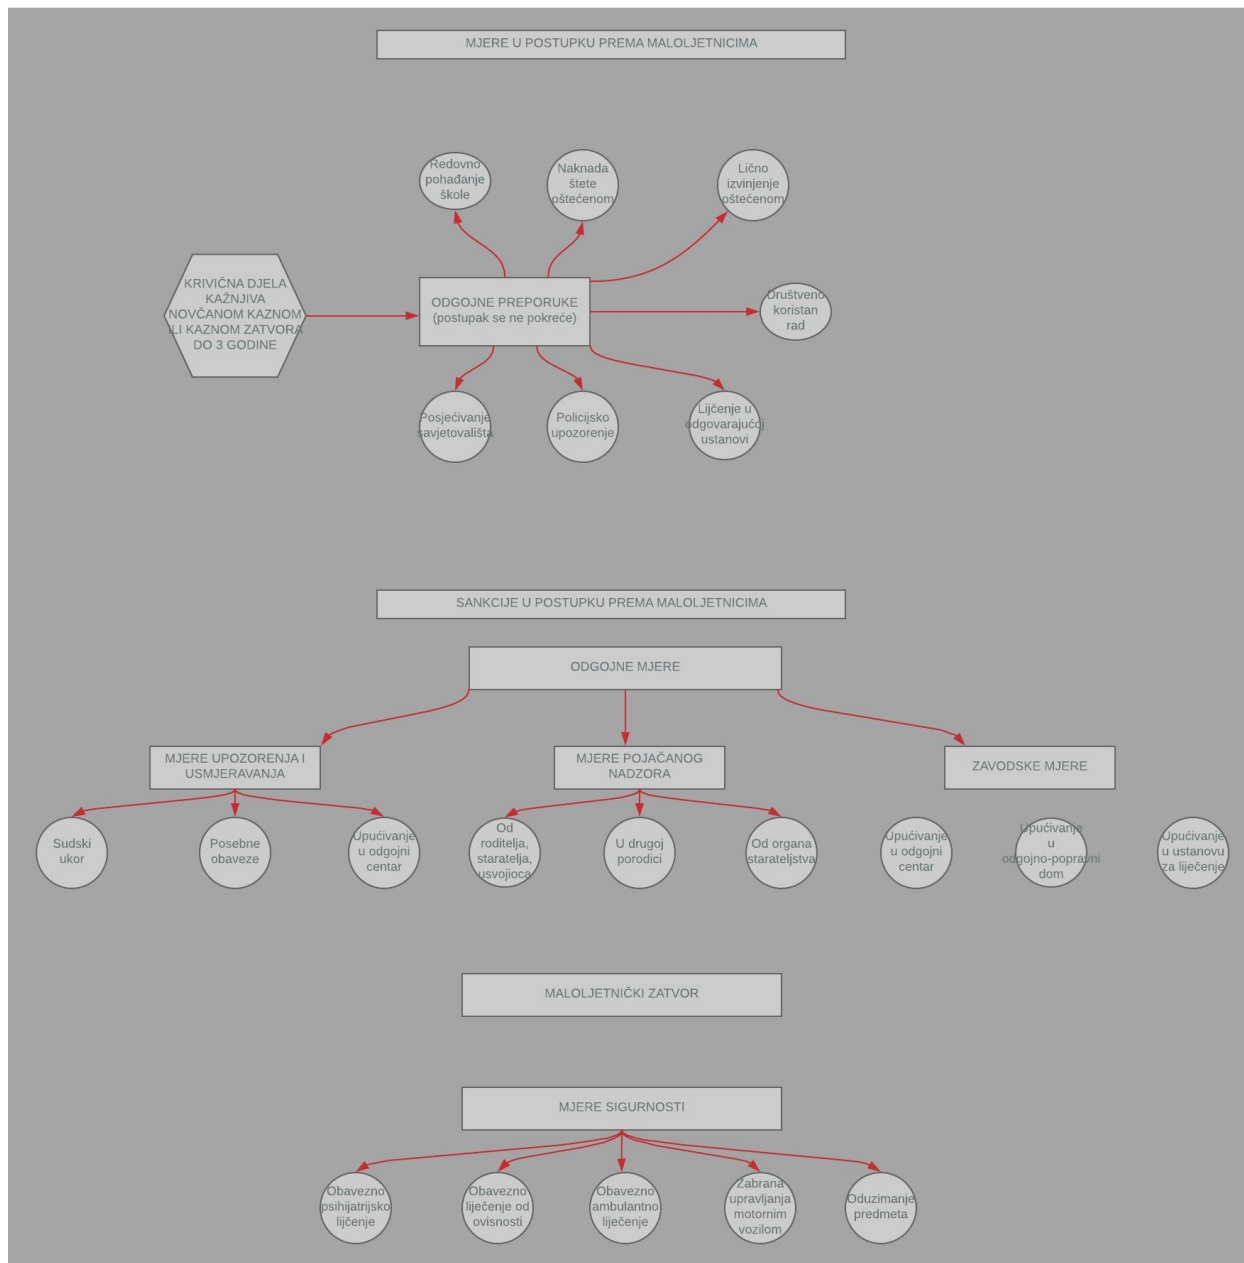 MJERE U POSTUPKU PREMA MALOLJETNICIMA
Redovno
pohađanje
škole
Naknada
štete
oštećenom
Lično
izvinjenje
oštećenom
KRIVIČNA DJELA
KAŽNJIVA
NOVČANOM KAZNOM
ILI KAZNOM ZATVORA
DO 3 GODINE
ODGOJNE PREPORUKE
(postupak se ne pokreće)
Društveno
koristan
rad
Posjećivanje
savjetovališta
Policijsko
upozorenje
Lijčenje u
odgovarajućoj
ustanovi
SANKCIJE U POSTUPKU PREMA MALOLJETNICIMA
ODGOJNE MJERE
MJERE UPOZORENJA I
USMJERAVANJA
MJERE POJAČANOG
NADZORA
ZAVODSKE MJERE
Sudski
ukor
Posebne
obaveze
Upućivanje
u odgojni
centar
Od
roditelja,
staratelja,
usvojioca
U drugoj
porodici
Od organa
starateljstva
Upućivanje
u odgojni
centar
Upućivanje
u
odgojno-popravni
dom
Upućivanje
u ustanovu
za liječenje
MALOLJETNIČKI ZATVOR
MJERE SIGURNOSTI
Obavezno
psihijatrijsko
lijčenje
Obavezno
liječenje od
ovisnosti
Obavezno
ambulantno
liječenje
Zabrana
upravljanja
motornim
vozilom
Oduzimanje
predmeta